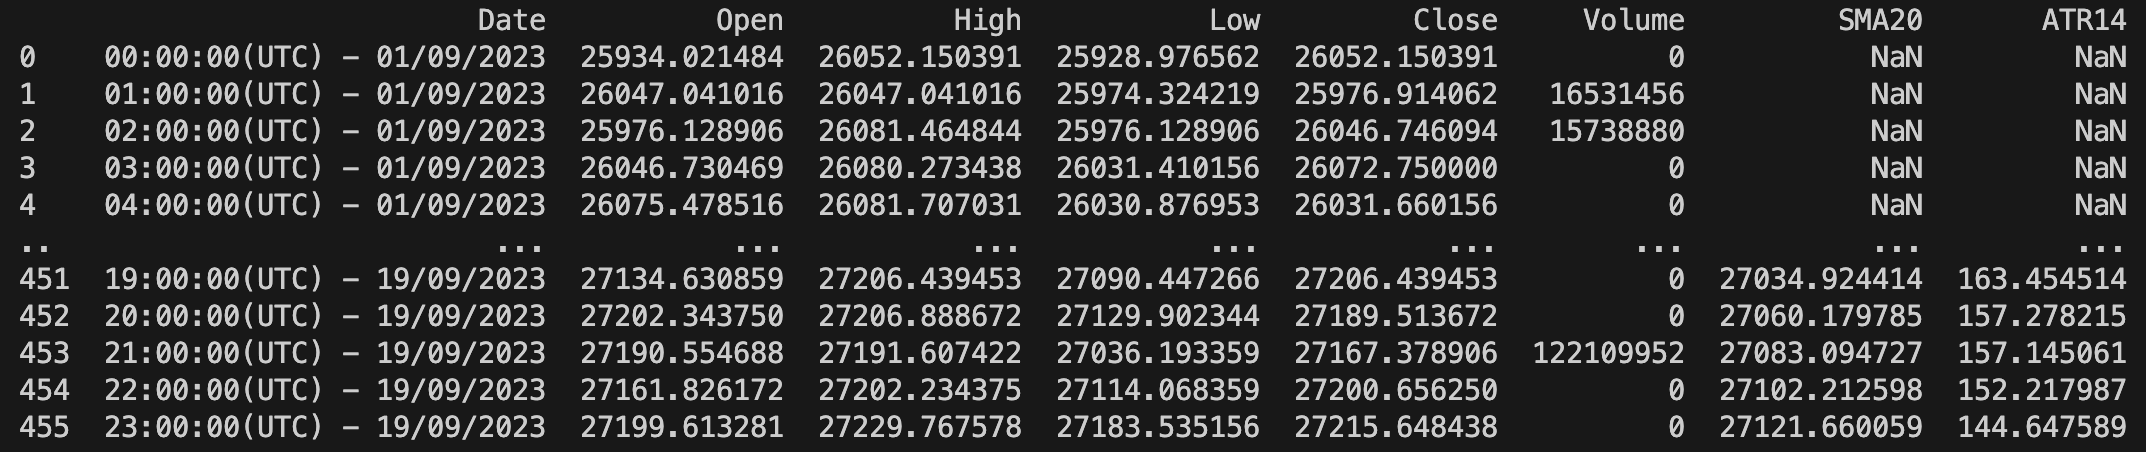 Date Open High Low Close Volume SMA20 ATR14
0 00:00:00(UTC) – 01/09/2023 25934.021484 26052.150391 25928.976562 26052.150391 0 NaN NaN
1 01:00:00(UTC) – 01/09/2023 26047.041016 26047.041016 25974.324219 25976.914062 16531456 NaN NaN
2 02:00:00(UTC) – 01/09/2023 25976.128906 26081.464844 25976.128906 26046.746094 15738880 NaN NaN
3 03:00:00(UTC) – 01/09/2023 26046.730469 26080.273438 26031.410156 26072.750000 0 NaN NaN
4 04:00:00(UTC) – 01/09/2023 26075.478516 26081.707031 26030.876953 26031.660156 0 NaN NaN
.. ... ... ... ... ... ... ... ...
451 19:00:00(UTC) – 19/09/2023 27134.630859 27206.439453 27090.447266 27206.439453 0 27034.924414 163.454514
452 20:00:00(UTC) – 19/09/2023 27202.343750 27206.888672 27129.902344 27189.513672 0 27060.179785 157.278215
453 21:00:00(UTC) – 19/09/2023 27190.554688 27191.607422 27036.193359 27167.378906 122109952 27083.094727 157.145061
454 22:00:00(UTC) – 19/09/2023 27161.826172 27202.234375 27114.068359 27200.656250 0 27102.212598 152.217987
455 23:00:00(UTC) – 19/09/2023 27199.613281 27229.767578 27183.535156 27215.648438 0 27121.660059 144.647589